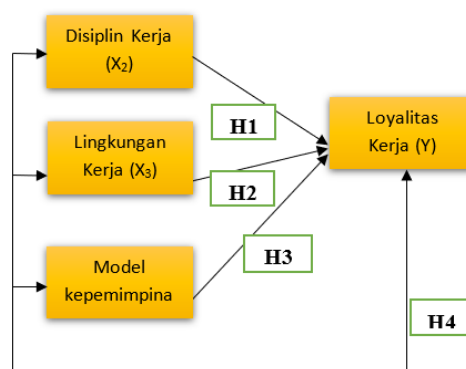 Disiplin Kerja
(X₂)
H1
Loyalitas
Kerja (Y)
Lingkungan
Kerja (X₃)
H2
H3
Model
kepemimpina
H4